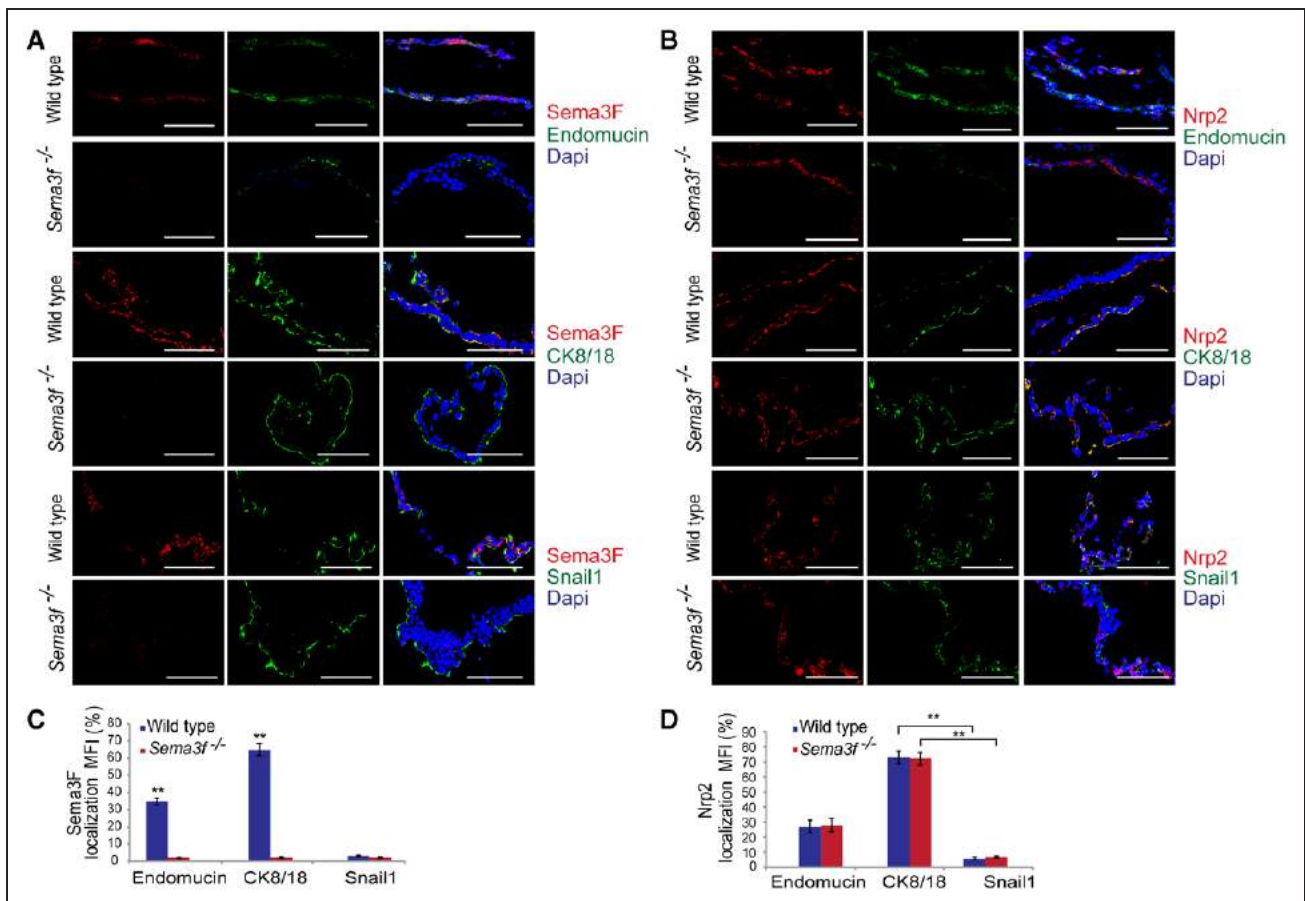 A
Wild type
Sema3F
Endomucin
Dapi
Sema3f -/-
Wild type
Sema3F
CK8/18
Dapi
Sema3f -/-
Wild type
Sema3F
Snail1
Dapi
Sema3f -/-
B
Wild type
Nrp2
Endomucin
Dapi
Sema3f -/-
Wild type
Nrp2
CK8/18
Dapi
Sema3f -/-
Wild type
Nrp2
Snail1
Dapi
Sema3f -/-
C
Sema3F
localization MFI (%)
80
70
60
50
40
30
20
10
0
Wild type
Sema3f -/-
**
**
Endomucin
CK8/18
Snail1
D
Nrp2
localization MFI (%)
90
80
70
60
50
40
30
20
10
0
Wild type
Sema3f -/-
**
**
Endomucin
CK8/18
Snail1